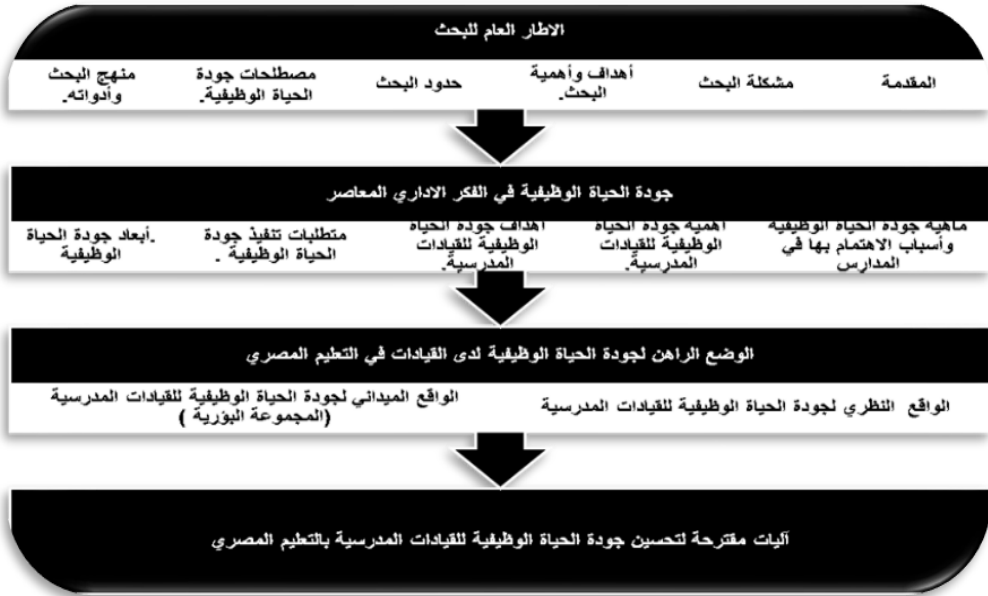 الاطار العام للبحث
المقدمة
مشكلة البحث
أهداف وأهمية
البحث.
حدود البحث
مصطلحات جودة
الحياة الوظيفية.
منهج البحث
وأدواته.
جودة الحياة الوظيفية في الفكر الاداري المعاصر
ماهية جودة الحياة الوظيفية
وأسباب الاهتمام بها في
المدارس
أهمية جودة الحياة
الوظيفية للقيادات
المدرسية.
أهداف جودة الحياة
الوظيفية للقيادات
المدرسية.
متطلبات تنفيذ جودة
الحياة الوظيفية .
.أبعاد جودة الحياة
الوظيفية
الوضع الراهن لجودة الحياة الوظيفية لدى القيادات في التعليم المصري
الواقع النظري لجودة الحياة الوظيفية للقيادات المدرسية
الواقع الميداني لجودة الحياة الوظيفية للقيادات المدرسية
(المجموعة البؤرية )
آليات مقترحة لتحسين جودة الحياة الوظيفية للقيادات المدرسية بالتعليم المصري